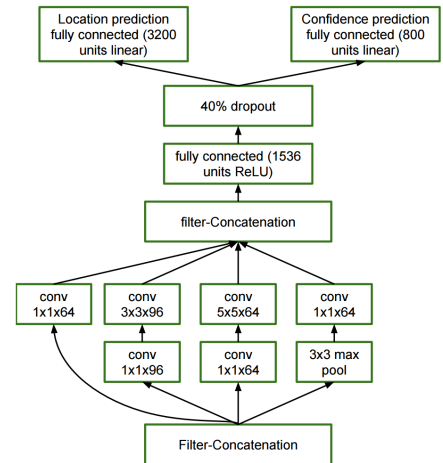 Location prediction
fully connected (3200
units linear)
Confidence prediction
fully connected (800
units linear)
40% dropout
fully connected (1536
units ReLU)
filter-Concatenation
conv
1x1x64
conv
3x3x96
conv
5x5x64
conv
1x1x64
conv
1x1x96
conv
1x1x64
3x3 max
pool
Filter-Concatenation